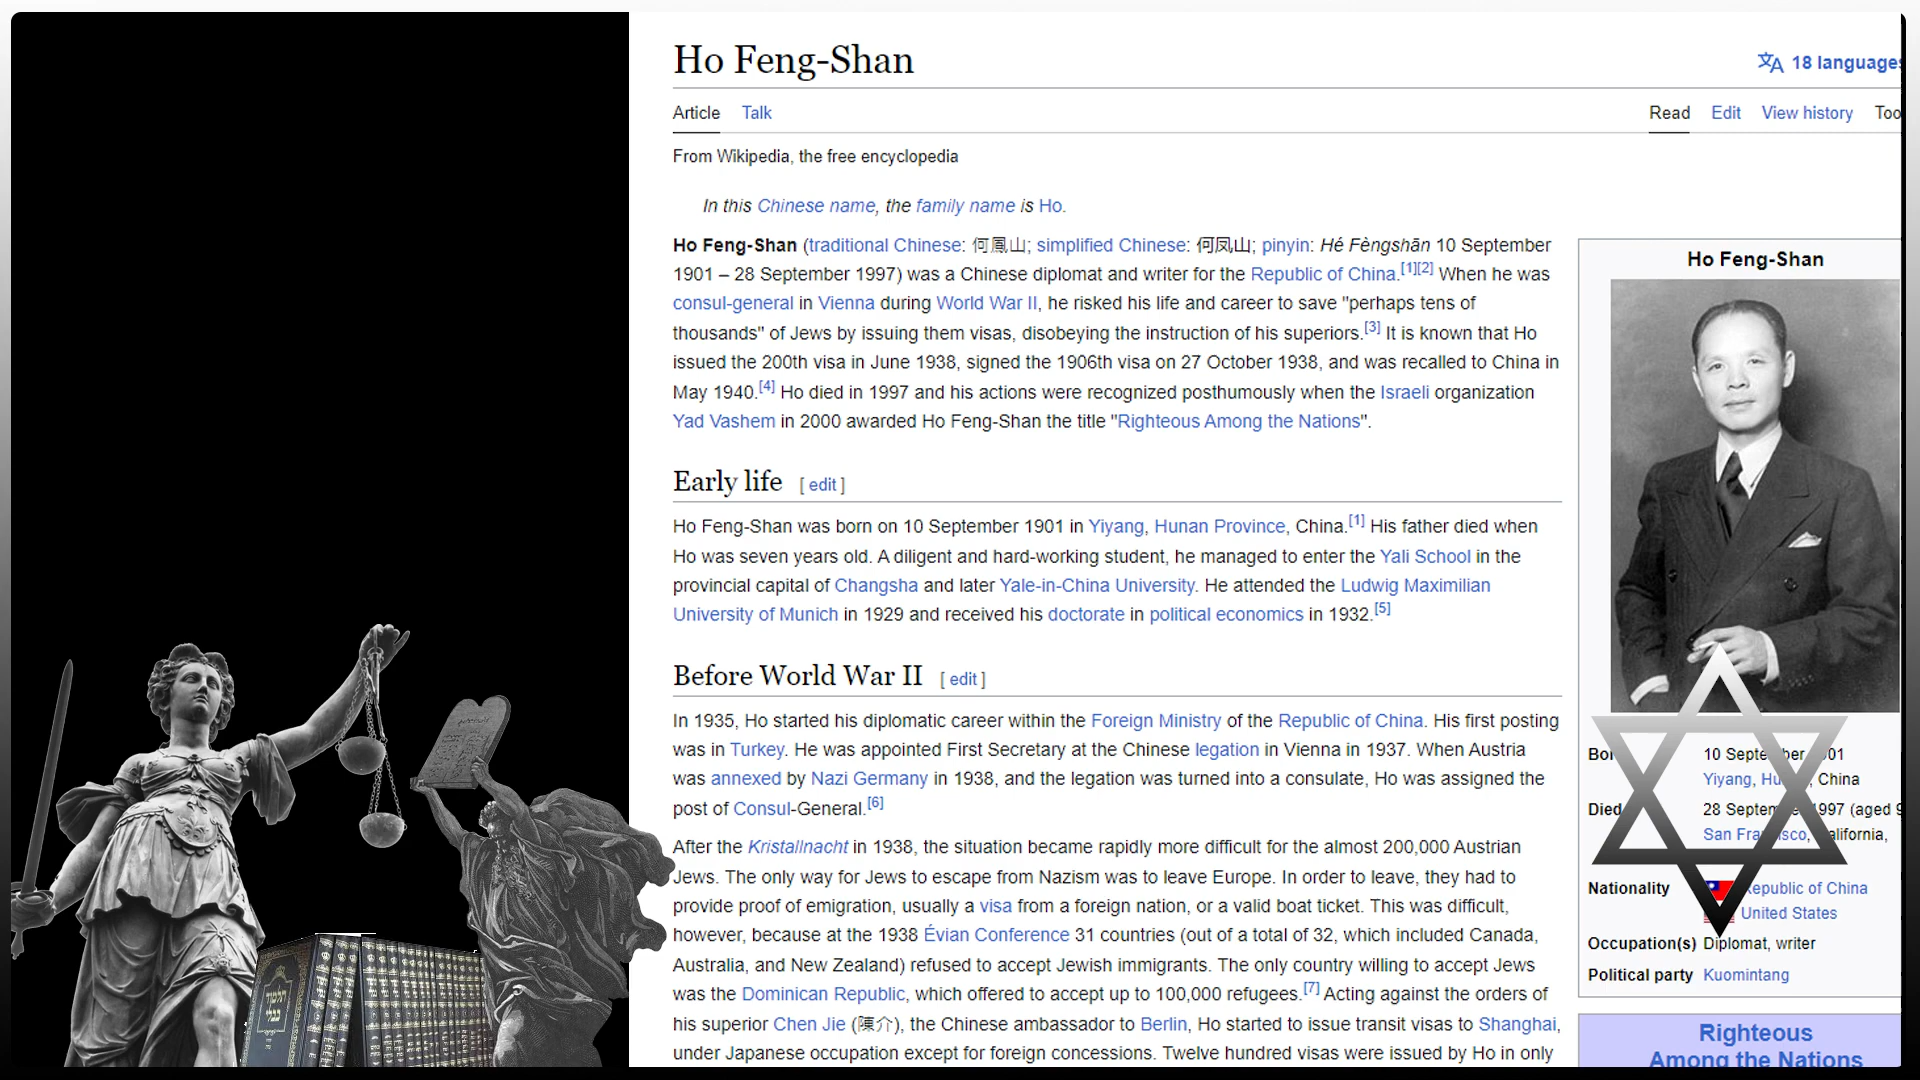 Ho Feng-Shan
18 languages
Article Talk
Read Edit View history Too
From Wikipedia, the free encyclopedia
In this Chinese name, the family name is Ho.
Ho Feng-Shan (traditional Chinese: 何鳳山; simplified Chinese: 何凤山; pinyin: Hé Fèngshān 10 September
1901 – 28 September 1997) was a Chinese diplomat and writer for the Republic of China.[1][2] When he was
consul-general in Vienna during World War II, he risked his life and career to save "perhaps tens of
thousands" of Jews by issuing them visas, disobeying the instruction of his superiors.[3] It is known that Ho
issued the 200th visa in June 1938, signed the 1906th visa on 27 October 1938, and was recalled to China in
May 1940.[4] Ho died in 1997 and his actions were recognized posthumously when the Israeli organization
Yad Vashem in 2000 awarded Ho Feng-Shan the title "Righteous Among the Nations".
Early life [ edit ]
Ho Feng-Shan was born on 10 September 1901 in Yiyang, Hunan Province, China.[1] His father died when
Ho was seven years old. A diligent and hard-working student, he managed to enter the Yali School in the
provincial capital of Changsha and later Yale-in-China University. He attended the Ludwig Maximilian
University of Munich in 1929 and received his doctorate in political economics in 1932.[5]
Before World War II [ edit ]
In 1935, Ho started his diplomatic career within the Foreign Ministry of the Republic of China. His first posting
was in Turkey. He was appointed First Secretary at the Chinese legation in Vienna in 1937. When Austria
was annexed by Nazi Germany in 1938, and the legation was turned into a consulate, Ho was assigned the
post of Consul-General.[6]
After the Kristallnacht in 1938, the situation became rapidly more difficult for the almost 200,000 Austrian
Jews. The only way for Jews to escape from Nazism was to leave Europe. In order to leave, they had to
provide proof of emigration, usually a visa from a foreign nation, or a valid boat ticket. This was difficult,
however, because at the 1938 Évian Conference 31 countries (out of a total of 32, which included Canada,
Australia, and New Zealand) refused to accept Jewish immigrants. The only country willing to accept Jews
was the Dominican Republic, which offered to accept up to 100,000 refugees.[7] Acting against the orders of
his superior Chen Jie (陳介), the Chinese ambassador to Berlin, Ho started to issue transit visas to Shanghai,
under Japanese occupation except for foreign concessions. Twelve hundred visas were issued by Ho in only
Ho Feng-Shan
10
Yiyang, China
Died 28 1997 (aged 9
San California,
Nationality Republic of China
United States
Occupation(s) Diplomat, writer
Political party Kuomintang
Righteous
Among the Nations
תלמוד
בבלי